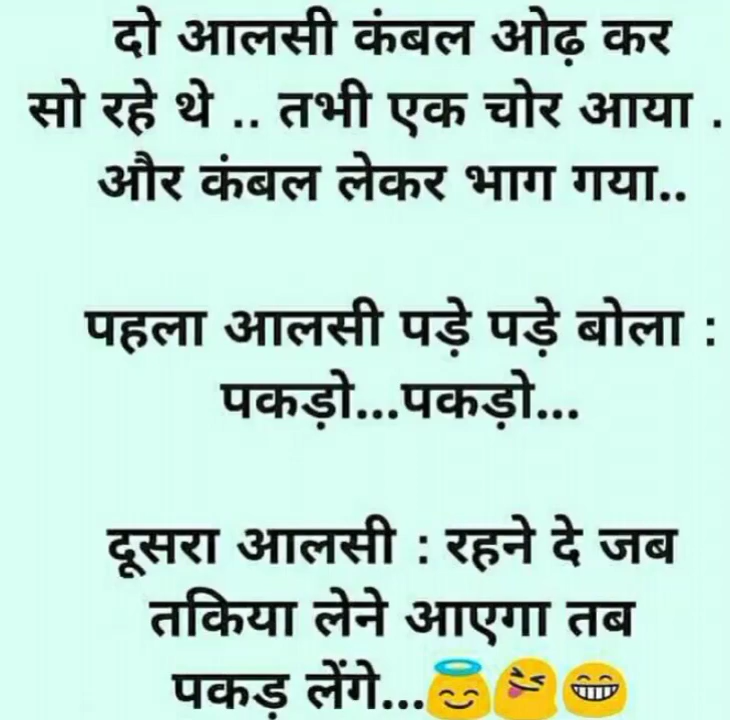 दो आलसी कंबल ओढ़ कर
सो रहे थे .. तभी एक चोर आया .
और कंबल लेकर भाग गया..
पहला आलसी पड़े पड़े बोला :
पकड़ो...पकड़ो...
दूसरा आलसी : रहने दे जब
तकिया लेने आएगा तब
पकड़ लेंगे...😇😝😁